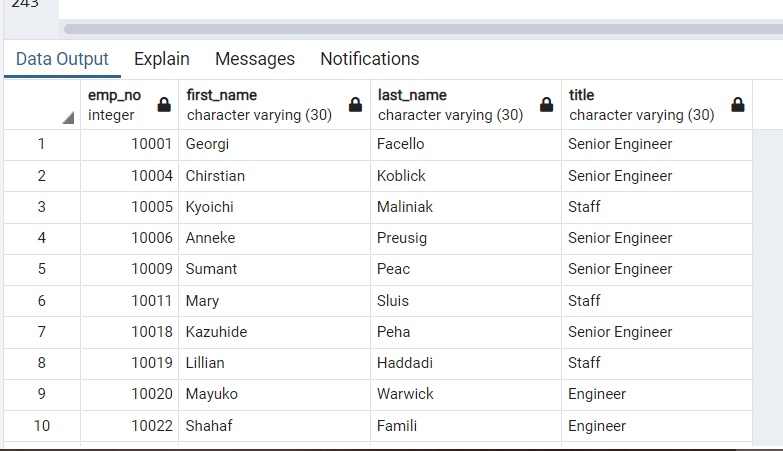 243
Data Output Explain Messages Notifications
emp_no first_name last_name title
integer character varying (30) character varying (30) character varying (30)
1 10001 Georgi Facello Senior Engineer
2 10004 Chirstian Koblick Senior Engineer
3 10005 Kyoichi Maliniak Staff
4 10006 Anneke Preusig Senior Engineer
5 10009 Sumant Peac Senior Engineer
6 10011 Mary Sluis Staff
7 10018 Kazuhide Peha Senior Engineer
8 10019 Lillian Haddadi Staff
9 10020 Mayuko Warwick Engineer
10 10022 Shahaf Famili Engineer